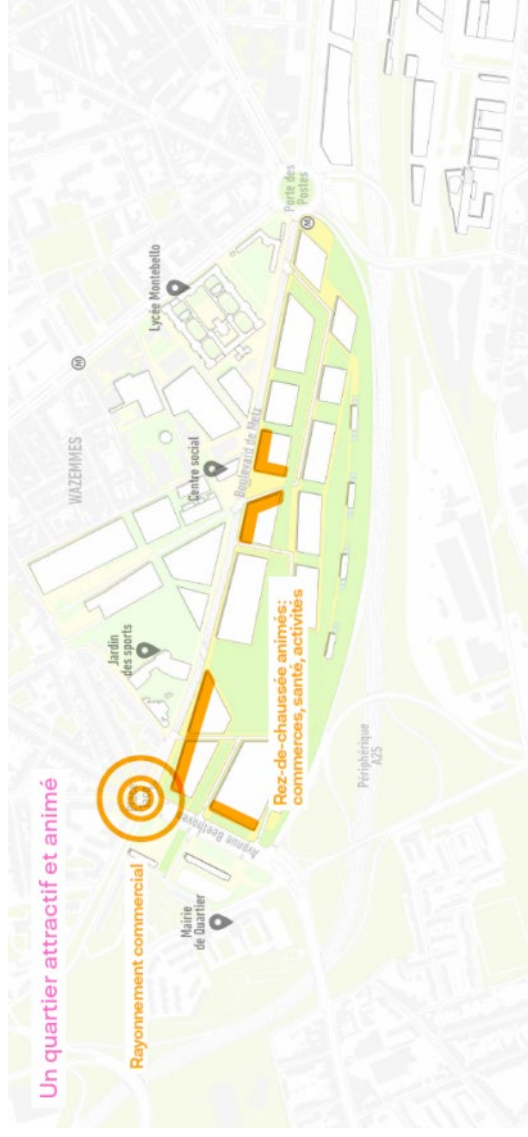 Un quartier attractif et animé
Rayonnement commercial
Mairie
de Quartier
Avenue Beethoven
Jardin
des sports
WAZEMMES
Centre social
Boulevard de Metz
Lycée Montebello
M
M
Porte des
Postes
Rez-de-chaussée animés:
commerces, santé, activités
Périphérique
A25